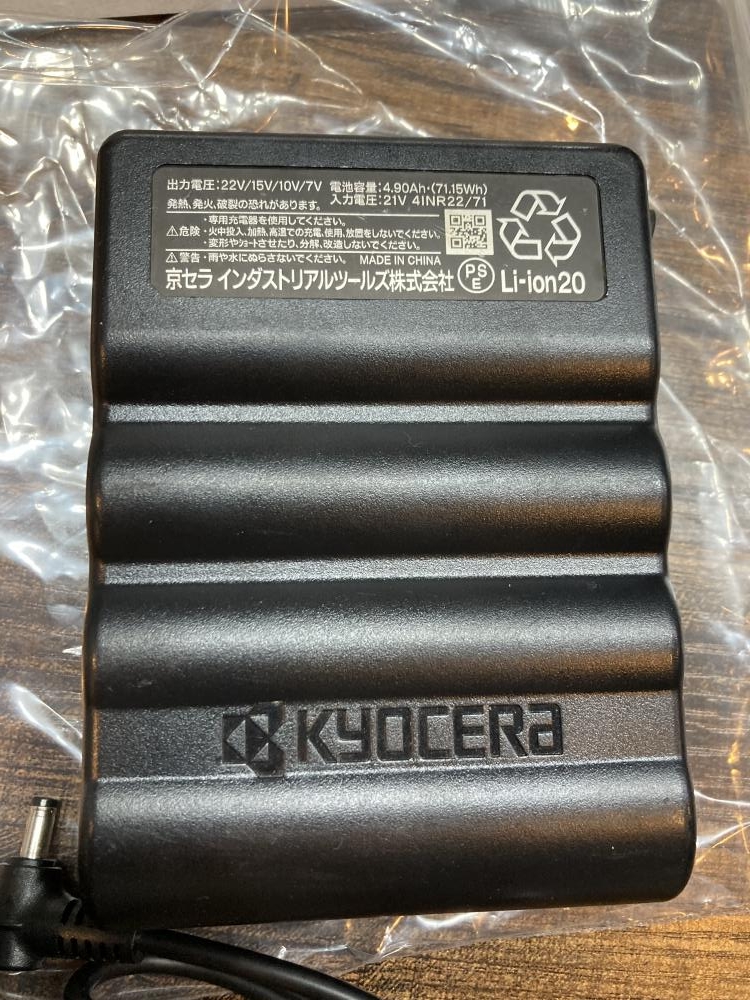 出力電圧:22V/15V/10V/7V 電池容量:4.90Ah・(71.15Wh)
発熱、発火、破裂の恐れがあります。 入力電圧:21V 4INR22/71
・専用充電器を使用してください。
⚠危険・火中投入、加熱、高温での充電、使用、放置をしないでください。
・変形やショートさせたり、分解、改造しないでください。
⚠警告・雨や水にぬらさないでください。 MADE IN CHINA
京セラ インダストリアルツールズ株式会社 PSE Li-ion20
KYOCERA